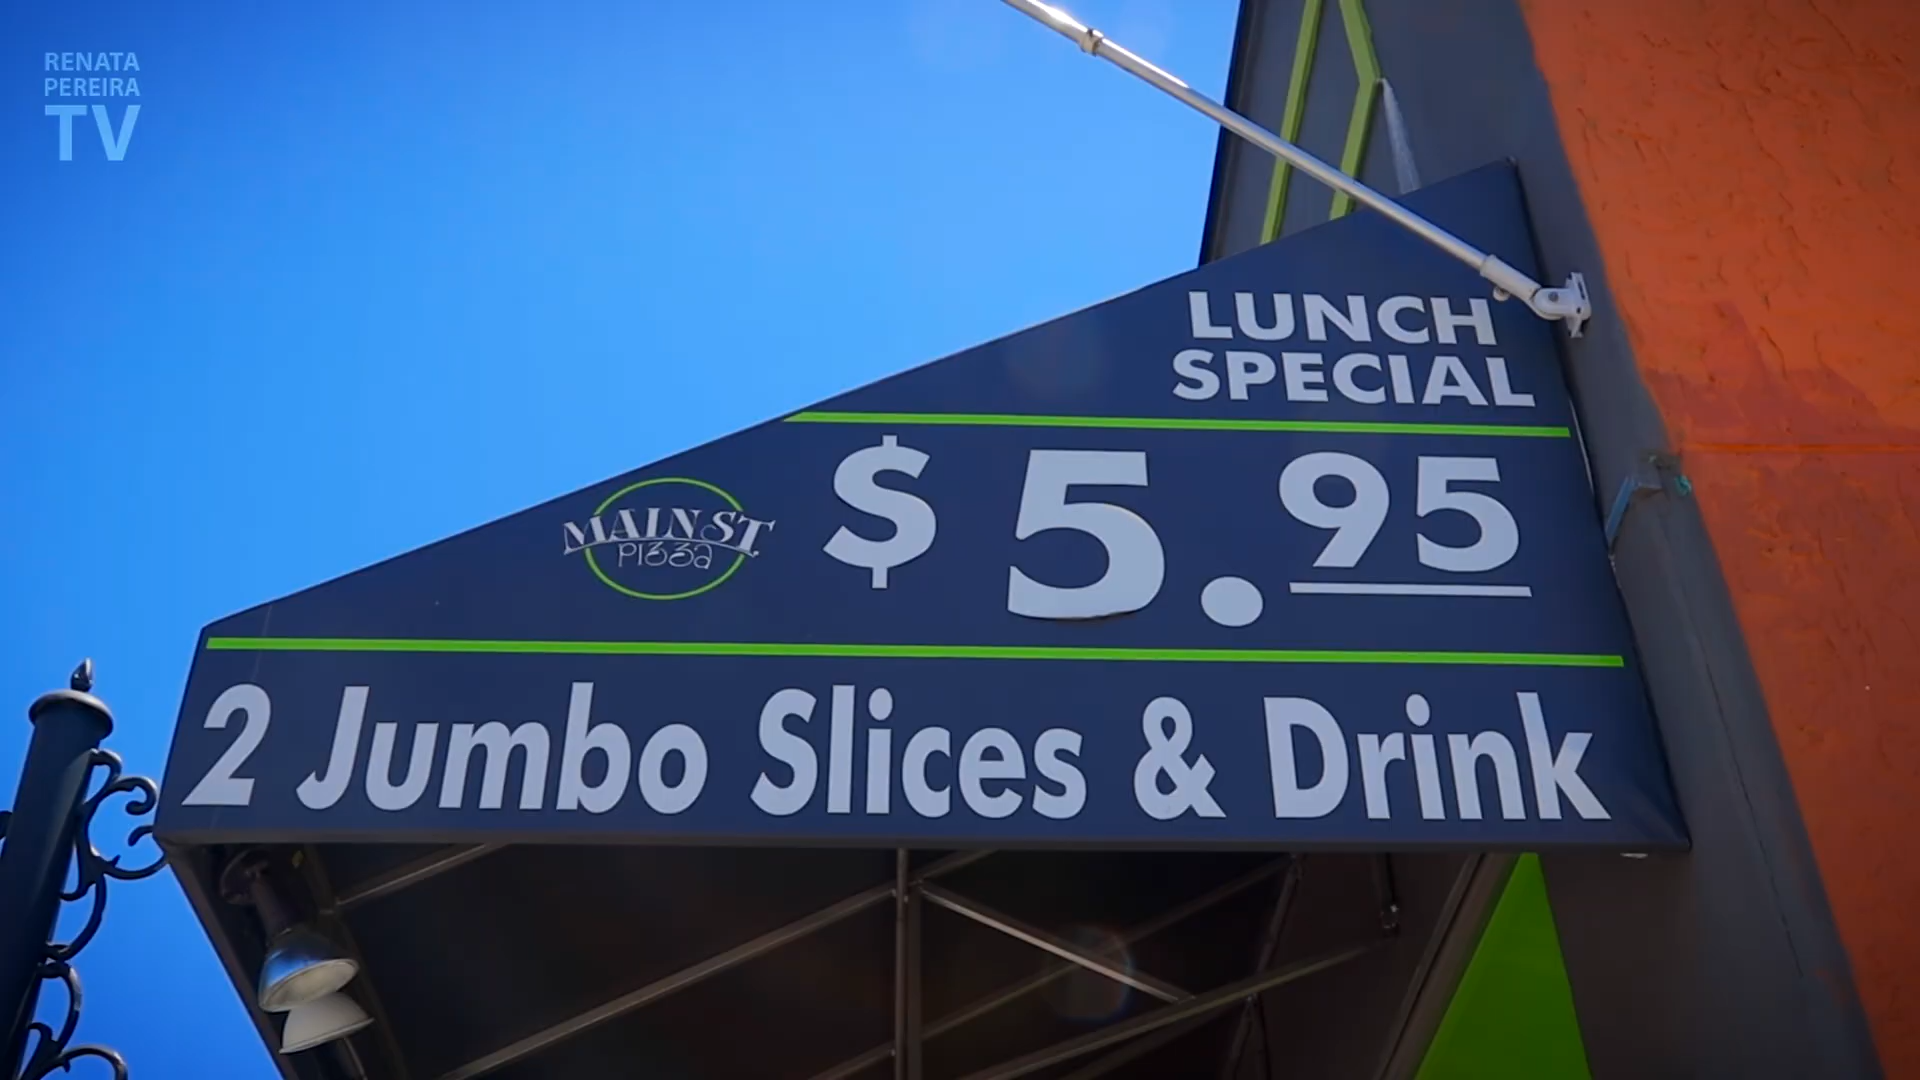 RENATA
PEREIRA
TV
LUNCH
SPECIAL
MAIN ST.
pizza
$ 5.95
2 Jumbo Slices & Drink